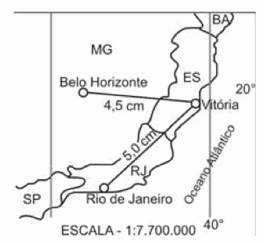 BA
MG
Belo Horizonte
ES
20°
4,5 cm
Vitória
5,0 cm
RJ
Oceano Atlântico
SP
Rio de Janeiro
40°
ESCALA - 1:7.700.000